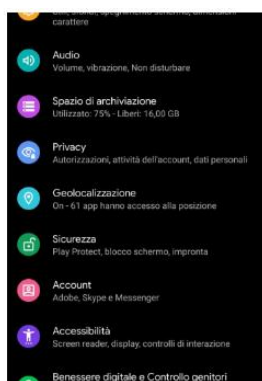 carattere
Audio
Volume, vibrazione, Non disturbare
Spazio di archiviazione
Utilizzato: 75% - Liberi: 16,00 GB
Privacy
Autorizzazioni, attività dell'account, dati personali
Geolocalizzazione
On - 61 app hanno accesso alla posizione
Sicurezza
Play Protect, blocco schermo, impronta
Account
Adobe, Skype e Messenger
Accessibilità
Screen reader, display, controlli di interazione
Benessere digitale e Controllo genitori